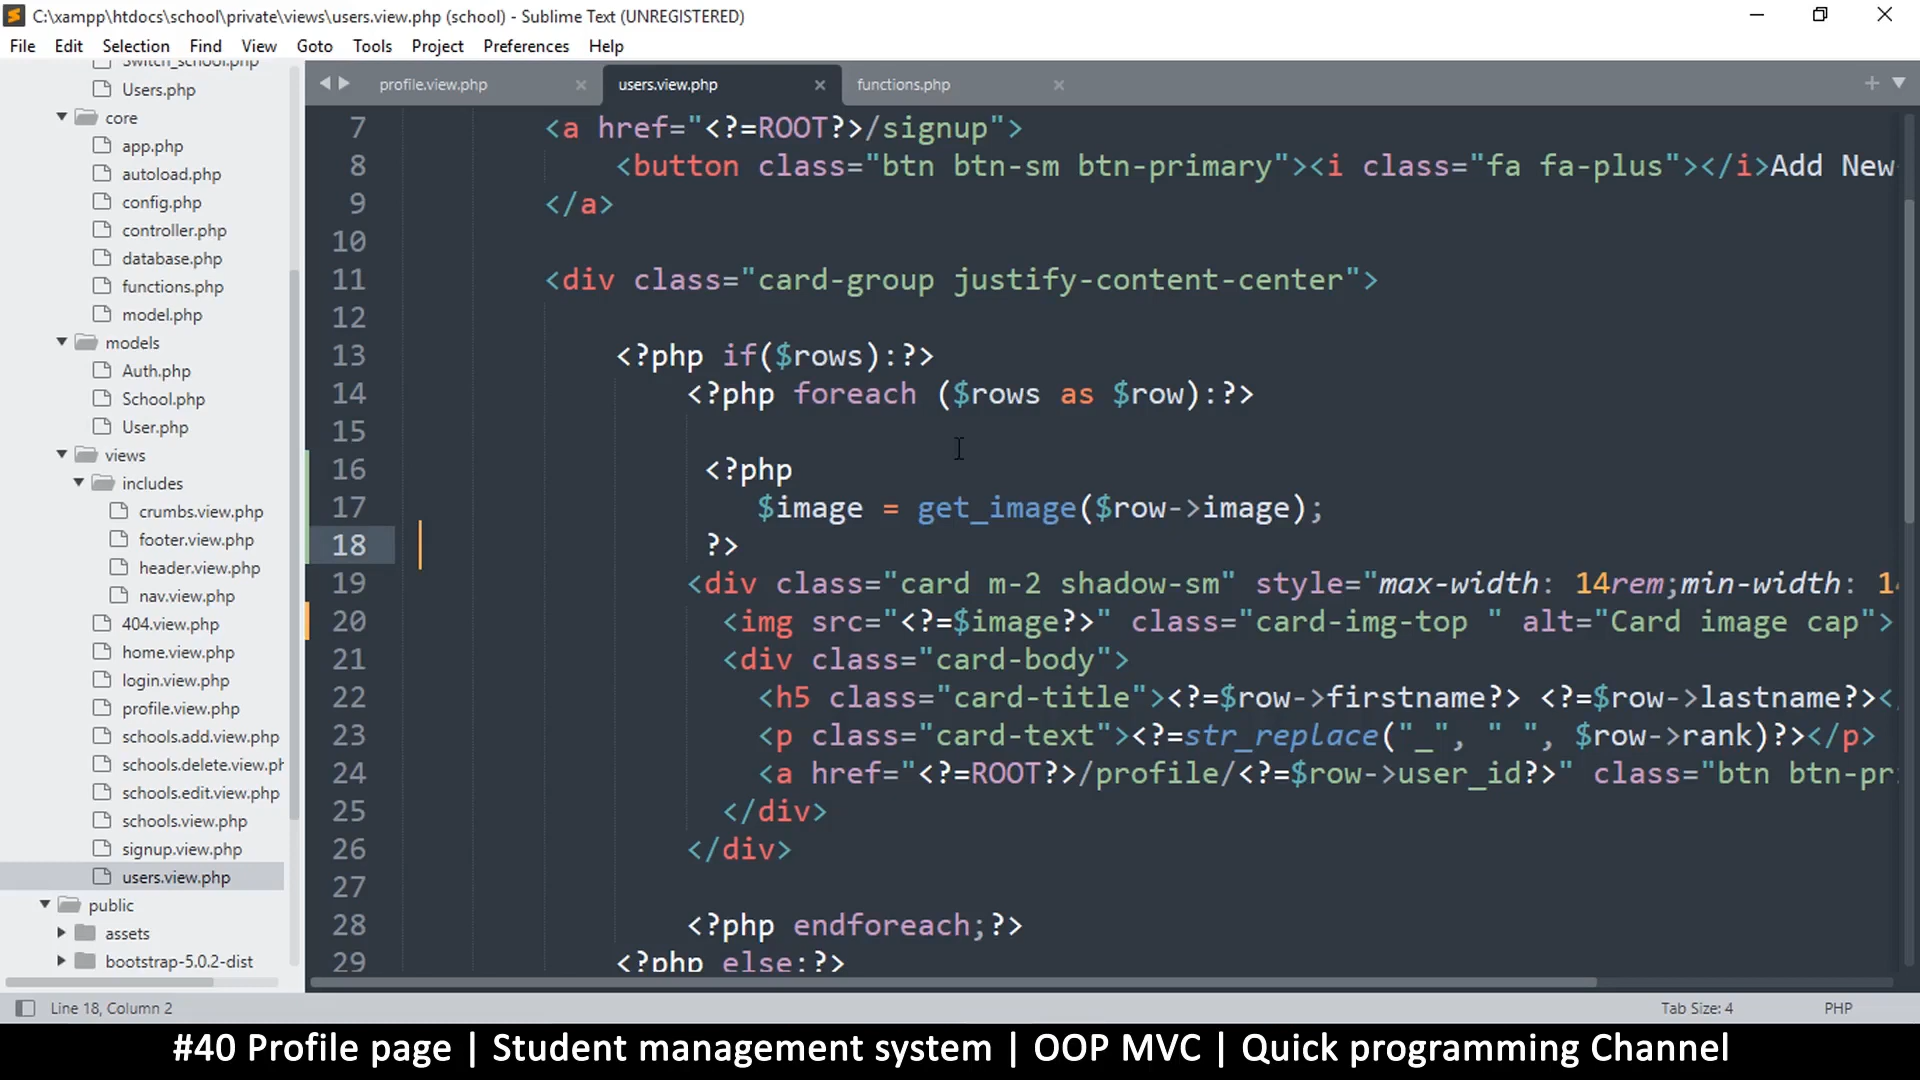 C:\xampp\htdocs\school\private\views\users.view.php (school) - Sublime Text (UNREGISTERED)
File Edit Selection Find View Goto Tools Project Preferences Help
Switch_school.php
Users.php
core
app.php
autoload.php
config.php
controller.php
database.php
functions.php
model.php
models
Auth.php
School.php
User.php
views
includes
crumbs.view.php
footer.view.php
header.view.php
nav.view.php
404.view.php
home.view.php
login.view.php
profile.view.php
schools.add.view.php
schools.delete.view.ph
schools.edit.view.php
schools.view.php
signup.view.php
users.view.php
public
assets
bootstrap-5.0.2-dist
profile.view.php users.view.php functions.php
7 <a href="<?=ROOT?>/signup">
8 <button class="btn btn-sm btn-primary"><i class="fa fa-plus"></i>Add New
9 </a>
10
11 <div class="card-group justify-content-center">
12
13 <?php if($rows):?>
14 <?php foreach ($rows as $row):?>
15
16 <?php
17 $image = get_image($row->image);
18 ?>
19 <div class="card m-2 shadow-sm" style="max-width: 14rem;min-width: 14
20 <img src="<?=$image?>" class="card-img-top " alt="Card image cap">
21 <div class="card-body">
22 <h5 class="card-title"><?=$row->firstname?> <?=$row->lastname?></
23 <p class="card-text"><?=str_replace("_", " ", $row->rank)?></p>
24 <a href="<?=ROOT?>/profile/<?=$row->user_id?>" class="btn btn-pr
25 </div>
26 </div>
27
28 <?php endforeach;?>
29 <?php else:?>
Line 18, Column 2 Tab Size: 4 PHP
#40 Profile page | Student management system | OOP MVC | Quick programming Channel